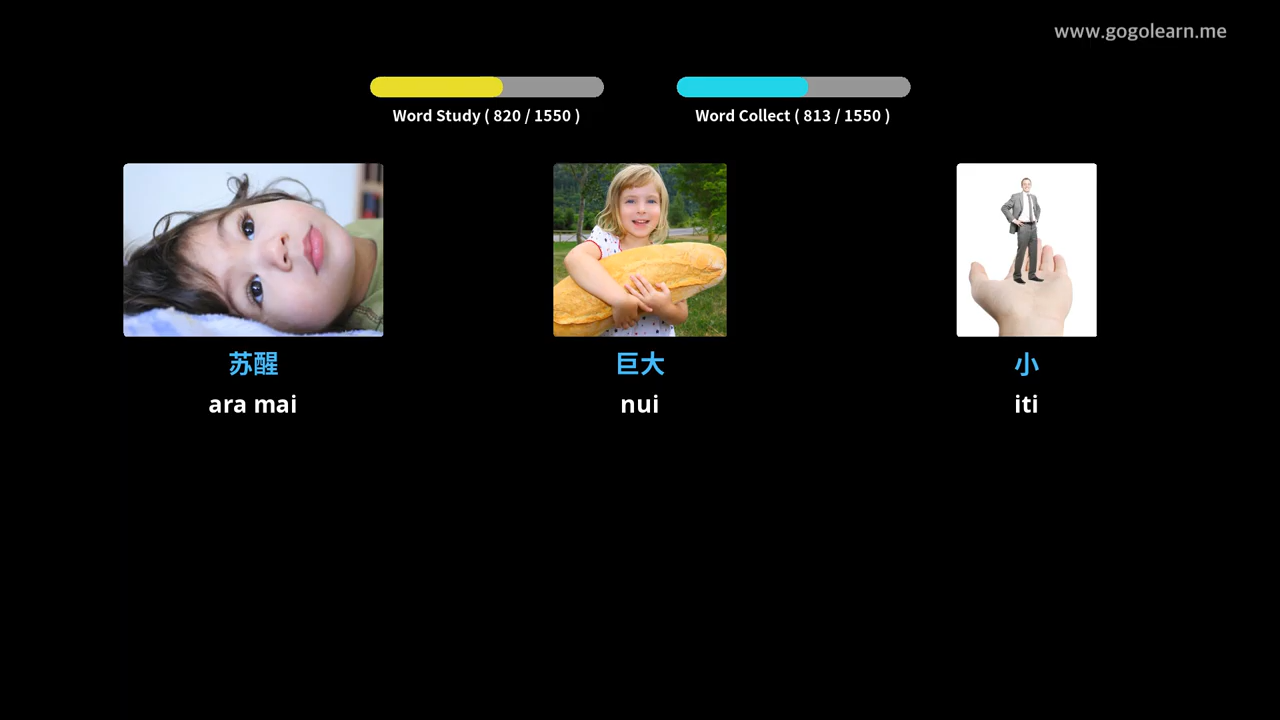 www.gogolearn.me
Word Study ( 820 / 1550 )
Word Collect ( 813 / 1550 )
苏醒
ara mai
巨大
nui
小
iti